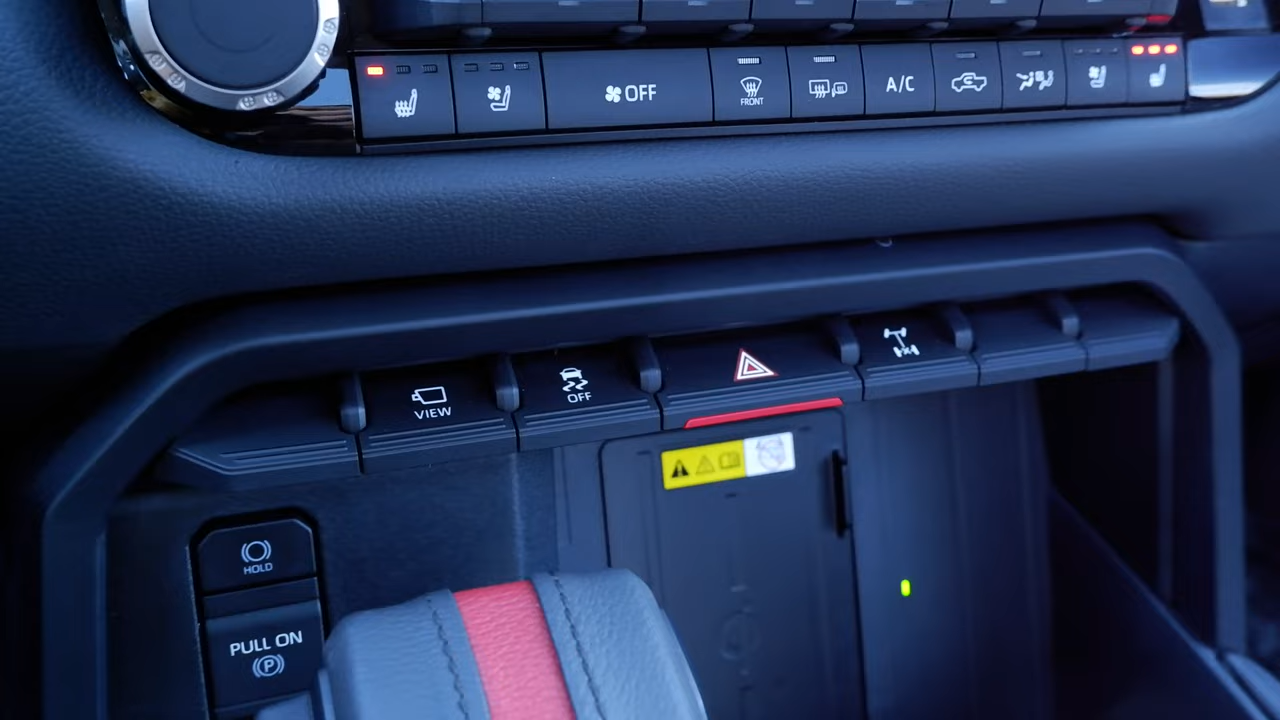 OFF
FRONT
A/C
VIEW
OFF
HOLD
PULL ON
P